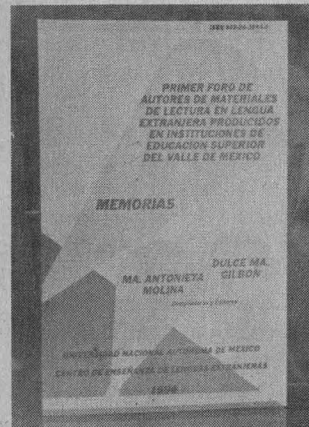 PRIMER FORO DE
AUTORES DE MATERIALES
DE LECTURA EN LENGUA
EXTRANJERA PRODUCIDOS
EN INSTITUCIONES DE
EDUCACION SUPERIOR
DEL VALLE DE MEXICO
MEMORIAS
DULCE MA.
GILBON
MA. ANTONIETA
MOLINA
UNIVERSIDAD NACIONAL AUTONOMA DE MEXICO
CENTRO DE ENSEÑANZA DE LENGUAS EXTRANJERAS